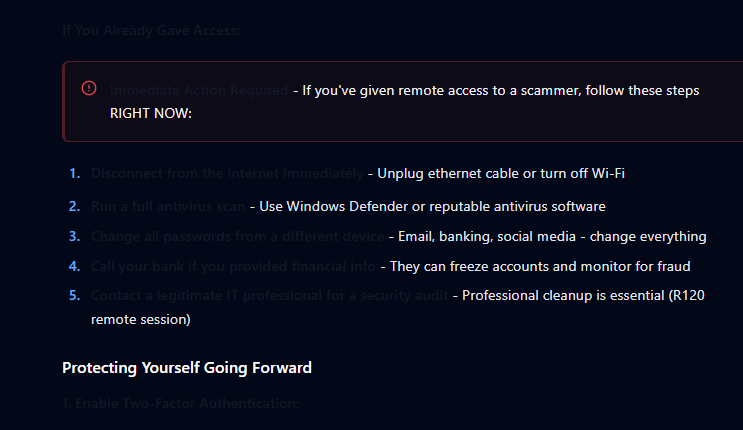 If You Already Gave Access:
Immediate Action Required - If you've given remote access to a scammer, follow these steps
RIGHT NOW:
1. Disconnect from the internet immediately - Unplug ethernet cable or turn off Wi-Fi
2. Run a full antivirus scan - Use Windows Defender or reputable antivirus software
3. Change all passwords from a different device - Email, banking, social media - change everything
4. Call your bank if you provided financial info - They can freeze accounts and monitor for fraud
5. Contact a legitimate IT professional for a security audit - Professional cleanup is essential (R120
remote session)
Protecting Yourself Going Forward
1. Enable Two-Factor Authentication: